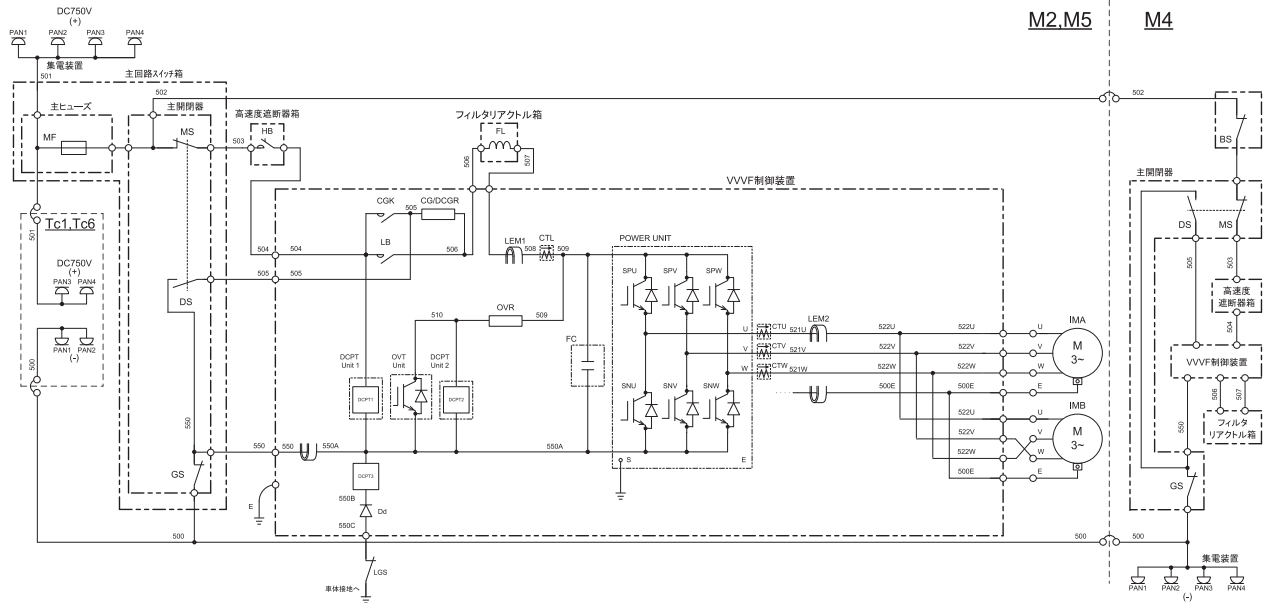 DC750V
(+)
PAN1 PAN2 PAN3 PAN4
集電装置
501
主回路スイッチ箱
502
主ヒューズ
MF
主開閉器
MS
高速度遮断器箱
HB
503
フィルタリアクトル箱
FL
506
507
M2,M5
M4
502
BS
主開閉器
DS
MS
505
503
高速度
遮断器箱
504
VVVF制御装置
506
507
フィルタ
リアクトル箱
550
GS
500
集電装置
PAN1 PAN2 PAN3 PAN4
(-)
501
Tc1,Tc6
DC750V
(+)
PAN3 PAN4
PAN1 PAN2
(-)
500
DS
550
GS
500
VVVF制御装置
CGK
505
CG/DCGR
LB
504
504
506
505
505
LEM1
CTL
508
509
510
OVR
509
DCPT
Unit 1
DCPT1
OVT
Unit
DCPT
Unit 2
DCPT2
FC
POWER UNIT
SPU
SPV
SPW
SNU
SNV
SNW
U
V
W
S
E
CTU
CTV
CTW
521U
521V
521W
LEM2
522U
522V
522W
500E
522U
522V
522W
500E
522U
522V
522W
500E
U
V
W
E
IMA
M
3~
U
V
W
E
IMB
M
3~
550
550
550A
550A
DCPT3
550B
Dd
550C
LGS
車体接地へ
E
500